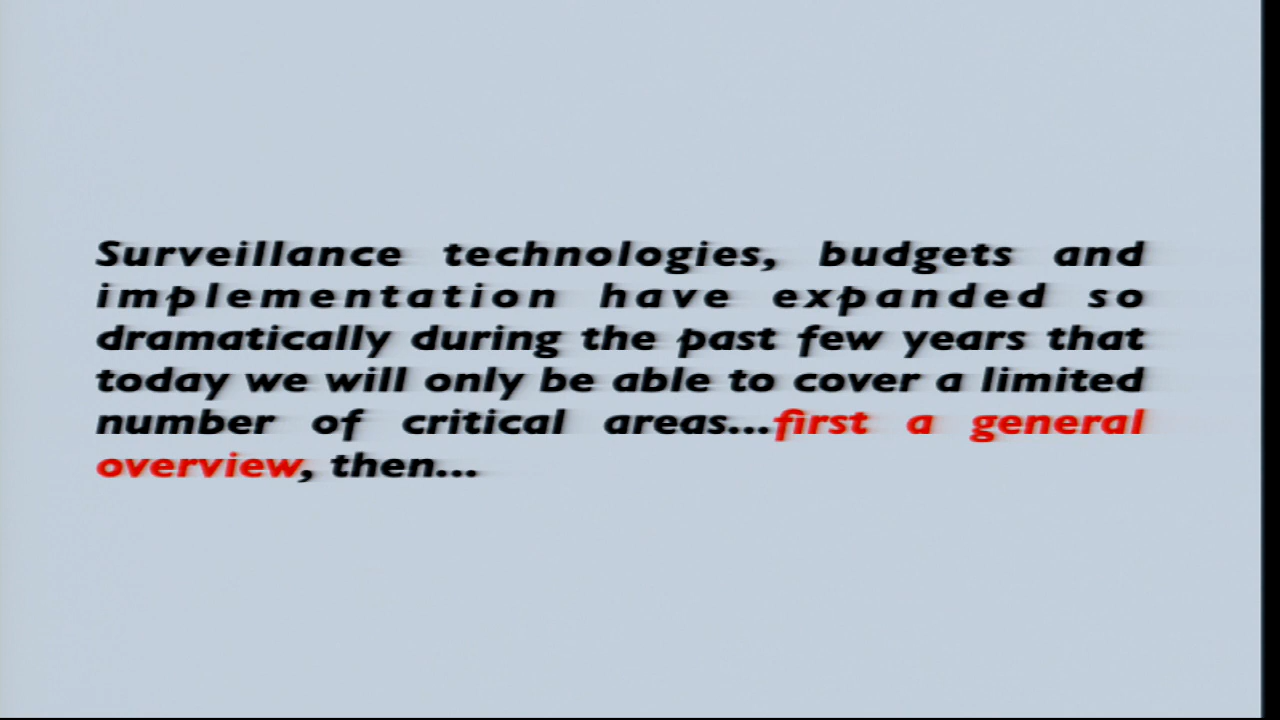 Surveillance technologies, budgets and
implementation have expanded so
dramatically during the past few years that
today we will only be able to cover a limited
number of critical areas...first a general
overview, then...